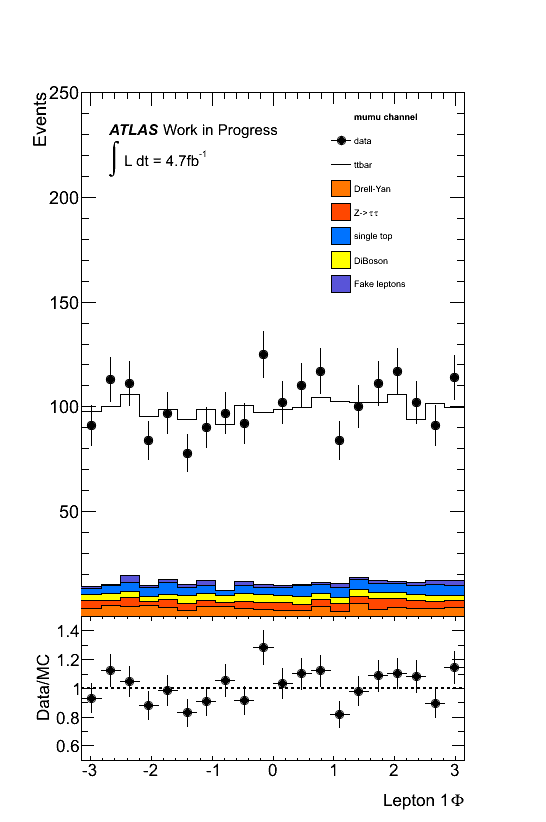 Events
250
200
150
100
50
ATLAS Work in Progress
∫ L dt = 4.7fb⁻¹
mumu channel
data
ttbar
Drell-Yan
Z->ττ
single top
DiBoson
Fake leptons
Data/MC
1.4
1.2
1
0.8
0.6
-3 -2 -1 0 1 2 3
Lepton 1Φ